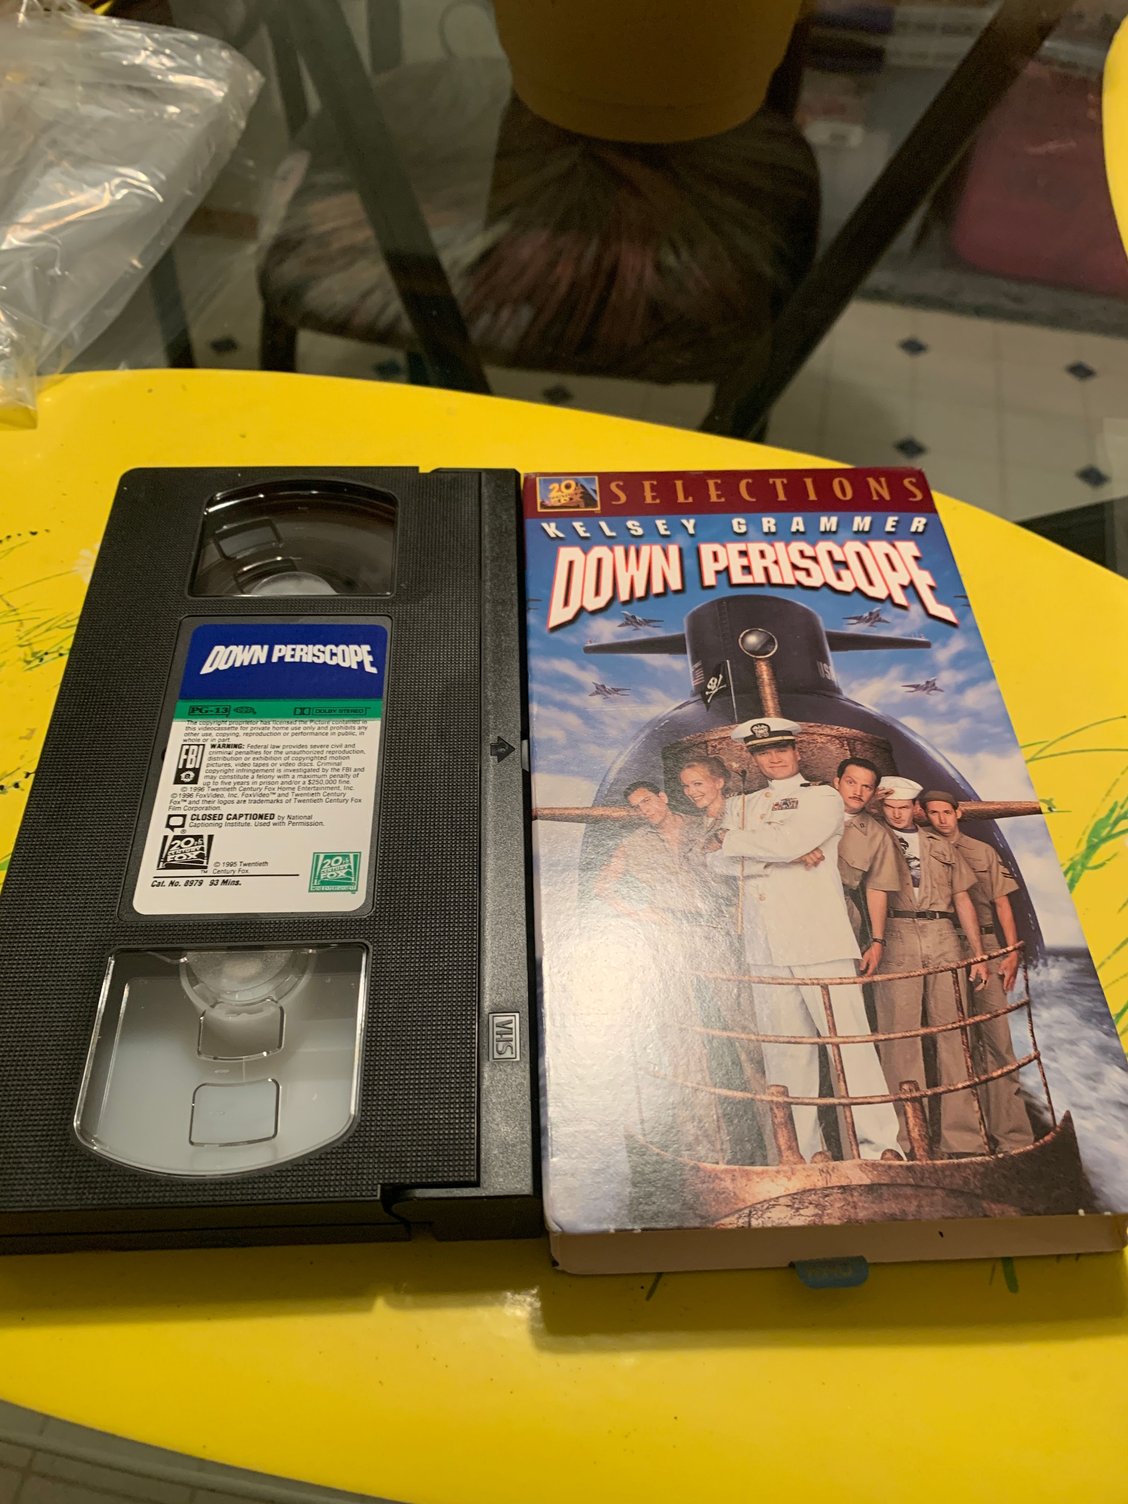 DOWN PERISCOPE
PG-13
DOLBY STEREO
The copyright proprietor has licensed the Picture contained in
this videocassette for private home use only and prohibits any
other use, copying, reproduction or performance in public, in
whole or in part.
FBI
WARNING: Federal law provides severe civil and
criminal penalties for the unauthorized reproduction,
distribution or exhibition of copyrighted motion
pictures, video tapes or video discs. Criminal
copyright infringement is investigated by the FBI and
may constitute a felony with a maximum penalty of
up to five years in prison and/or a $250,000 fine.
© 1996 Twentieth Century Fox Home Entertainment, Inc.
© 1996 FoxVideo, Inc. FoxVideo™ and Twentieth Century
Fox™ and their logos are trademarks of Twentieth Century Fox
Film Corporation.
CLOSED CAPTIONED by National
Captioning Institute. Used with Permission.
20th
CENTURY
FOX
TM
© 1995 Twentieth
Century Fox.
20th
CENTURY
FOX
Cat. No. 8979 93 Mins.
VHS
20th
CENTURY
FOX
SELECTIONS
KELSEY GRAMMER
DOWN PERISCOPE